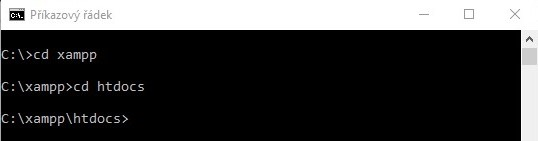 Příkazový řádek
C:\>cd xampp
C:\xampp>cd htdocs
C:\xampp\htdocs>